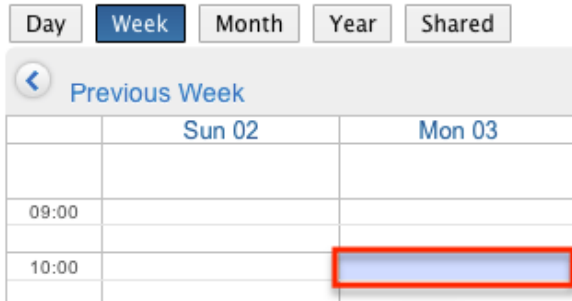 Day Week Month Year Shared
Previous Week
Sun 02 Mon 03
09:00
10:00